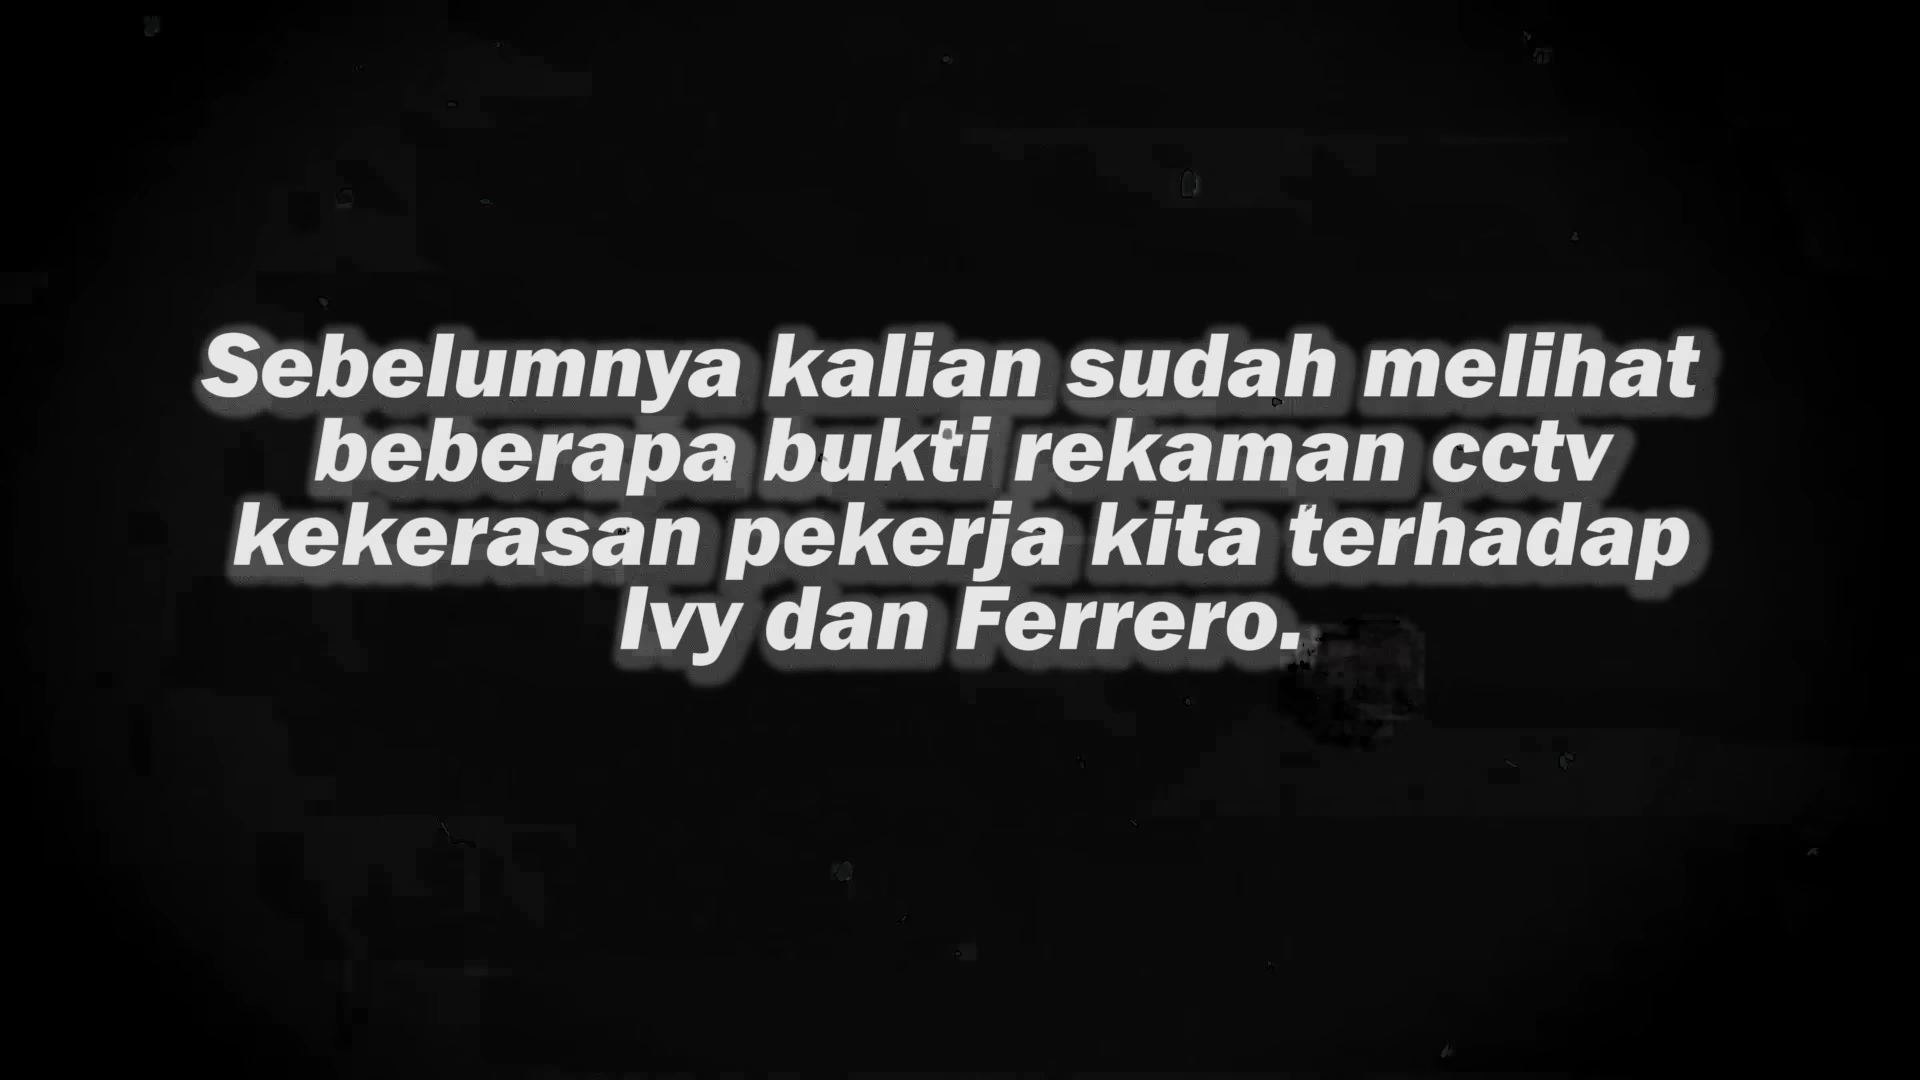 Sebelumnya kalian sudah melihat
beberapa bukti rekaman cctv
kekerasan pekerja kita terhadap
Ivy dan Ferrero.